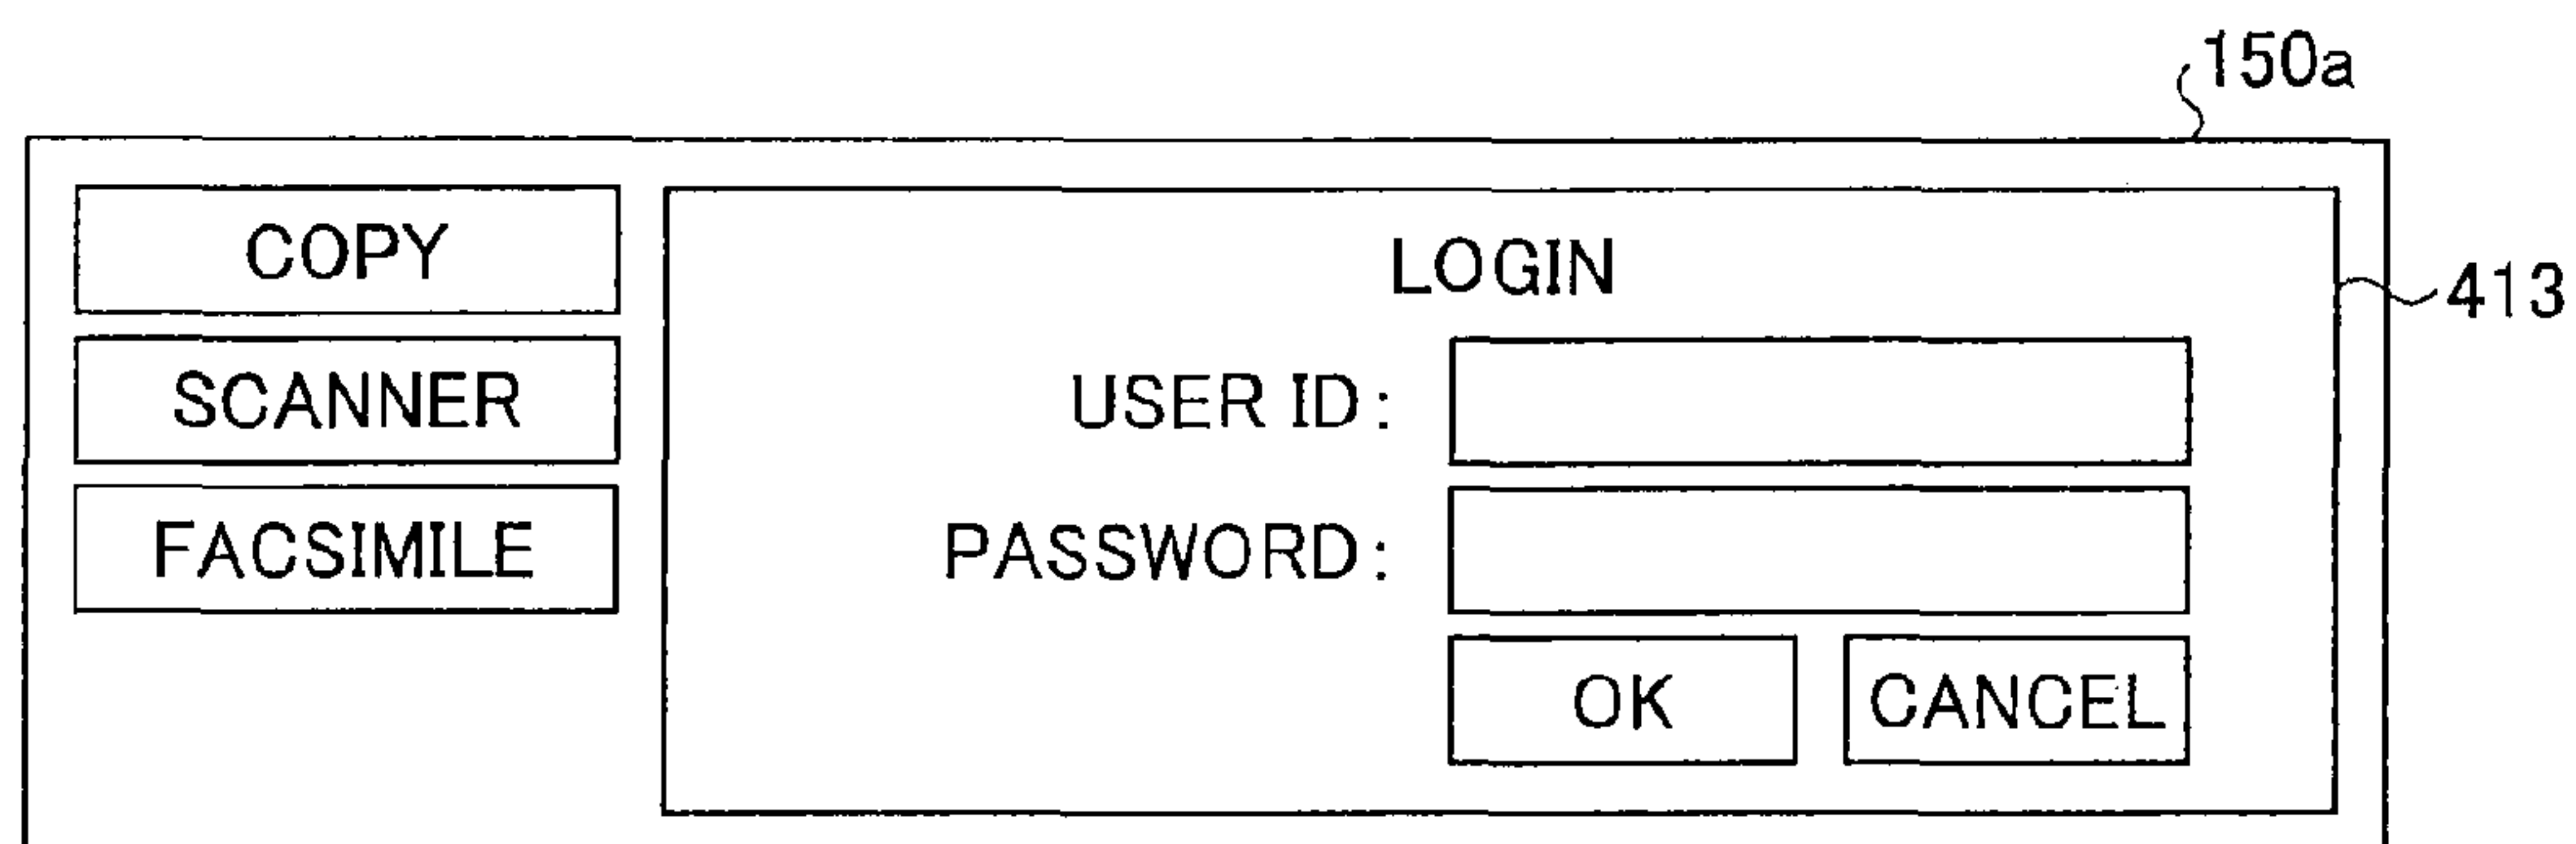 150a
COPY
SCANNER
FACSIMILE
LOGIN
413
USER ID:
PASSWORD:
OK
CANCEL